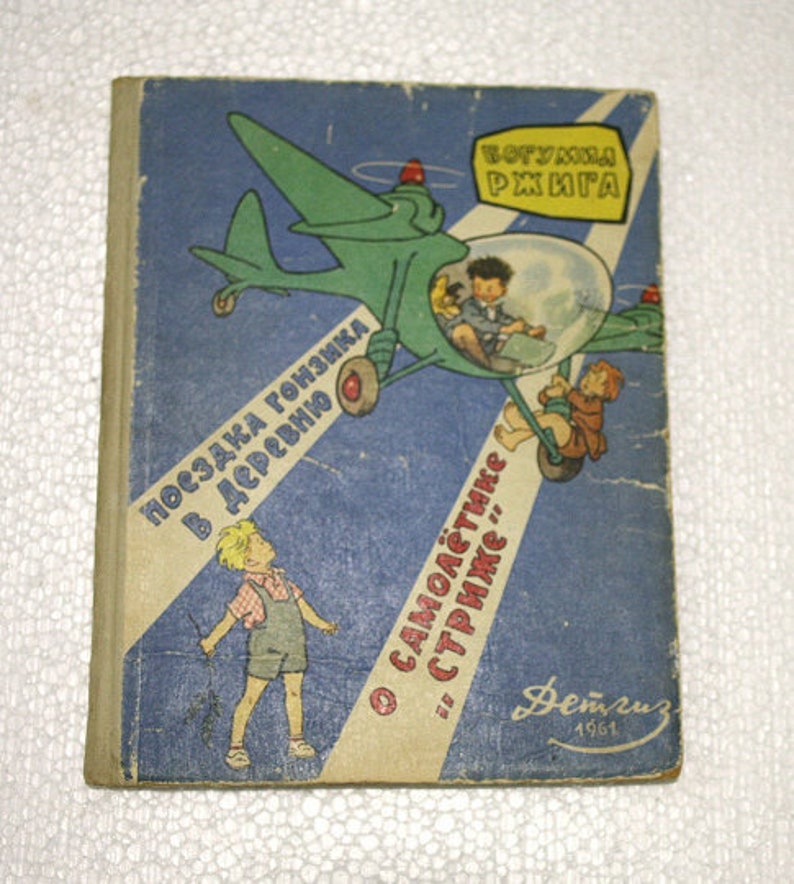 БОГУМИЛ
РЖИГА
ПОЕЗДКА ГОНЗИКА
В ДЕРЕВНЮ
О САМОЛЁТИКЕ
„СТРИЖЕ"
Детгиз
1961